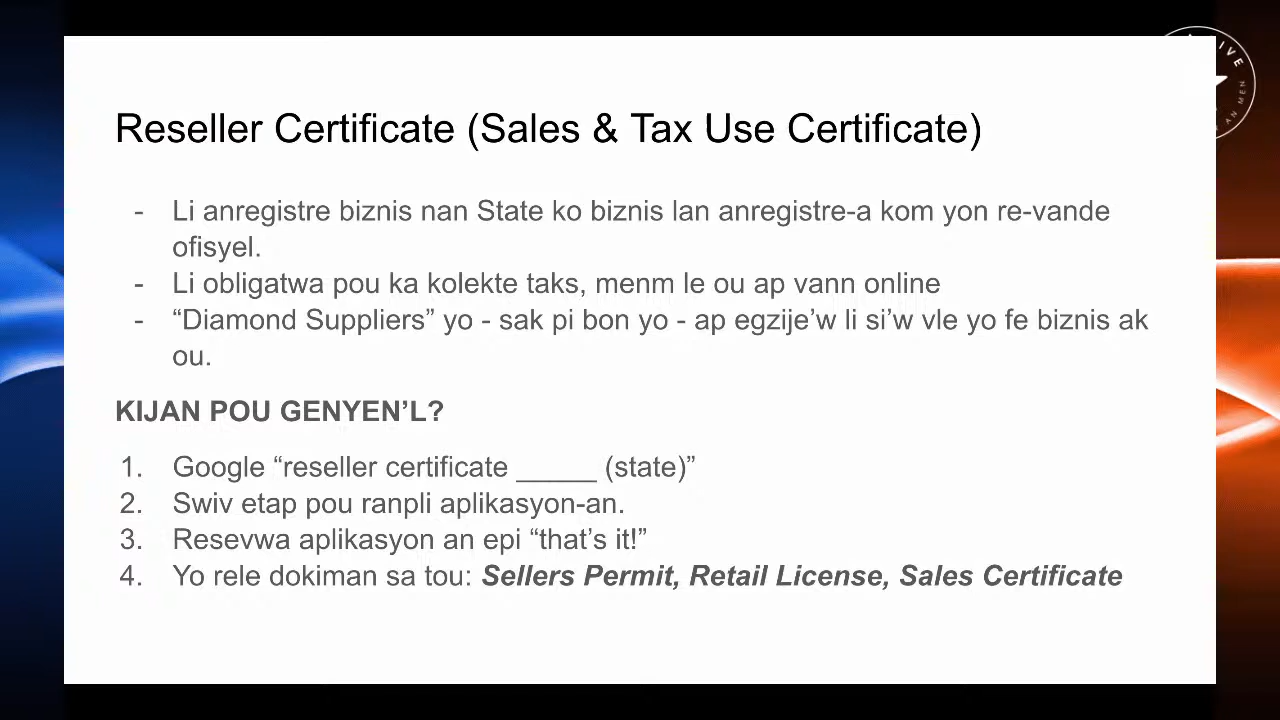 Reseller Certificate (Sales & Tax Use Certificate)
- Li anregistre biznis nan State ko biznis lan anregistre-a kom yon re-vande
ofisyel.
- Li obligatwa pou ka kolekte taks, menm le ou ap vann online
- “Diamond Suppliers” yo - sak pi bon yo - ap egzije’w li si’w vle yo fe biznis ak
ou.
KIJAN POU GENYEN’L?
1. Google “reseller certificate _____ (state)”
2. Swiv etap pou ranpli aplikasyon-an.
3. Resevwa aplikasyon an epi “that’s it!”
4. Yo rele dokiman sa tou: Sellers Permit, Retail License, Sales Certificate